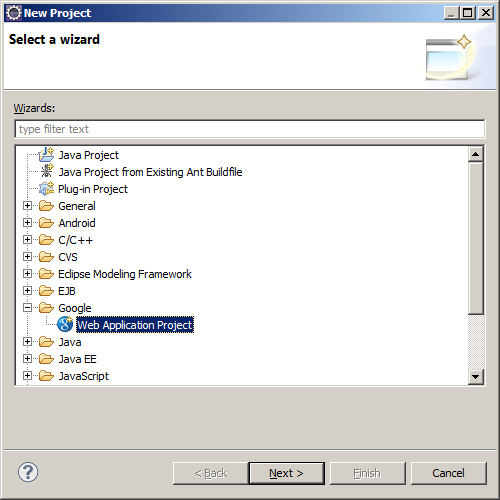 New Project
Select a wizard
Wizards:
type filter text
Java Project
Java Project from Existing Ant Buildfile
Plug-in Project
General
Android
C/C++
CVS
Eclipse Modeling Framework
EJB
Google
Web Application Project
Java
Java EE
JavaScript
?
< Back
Next >
Finish
Cancel